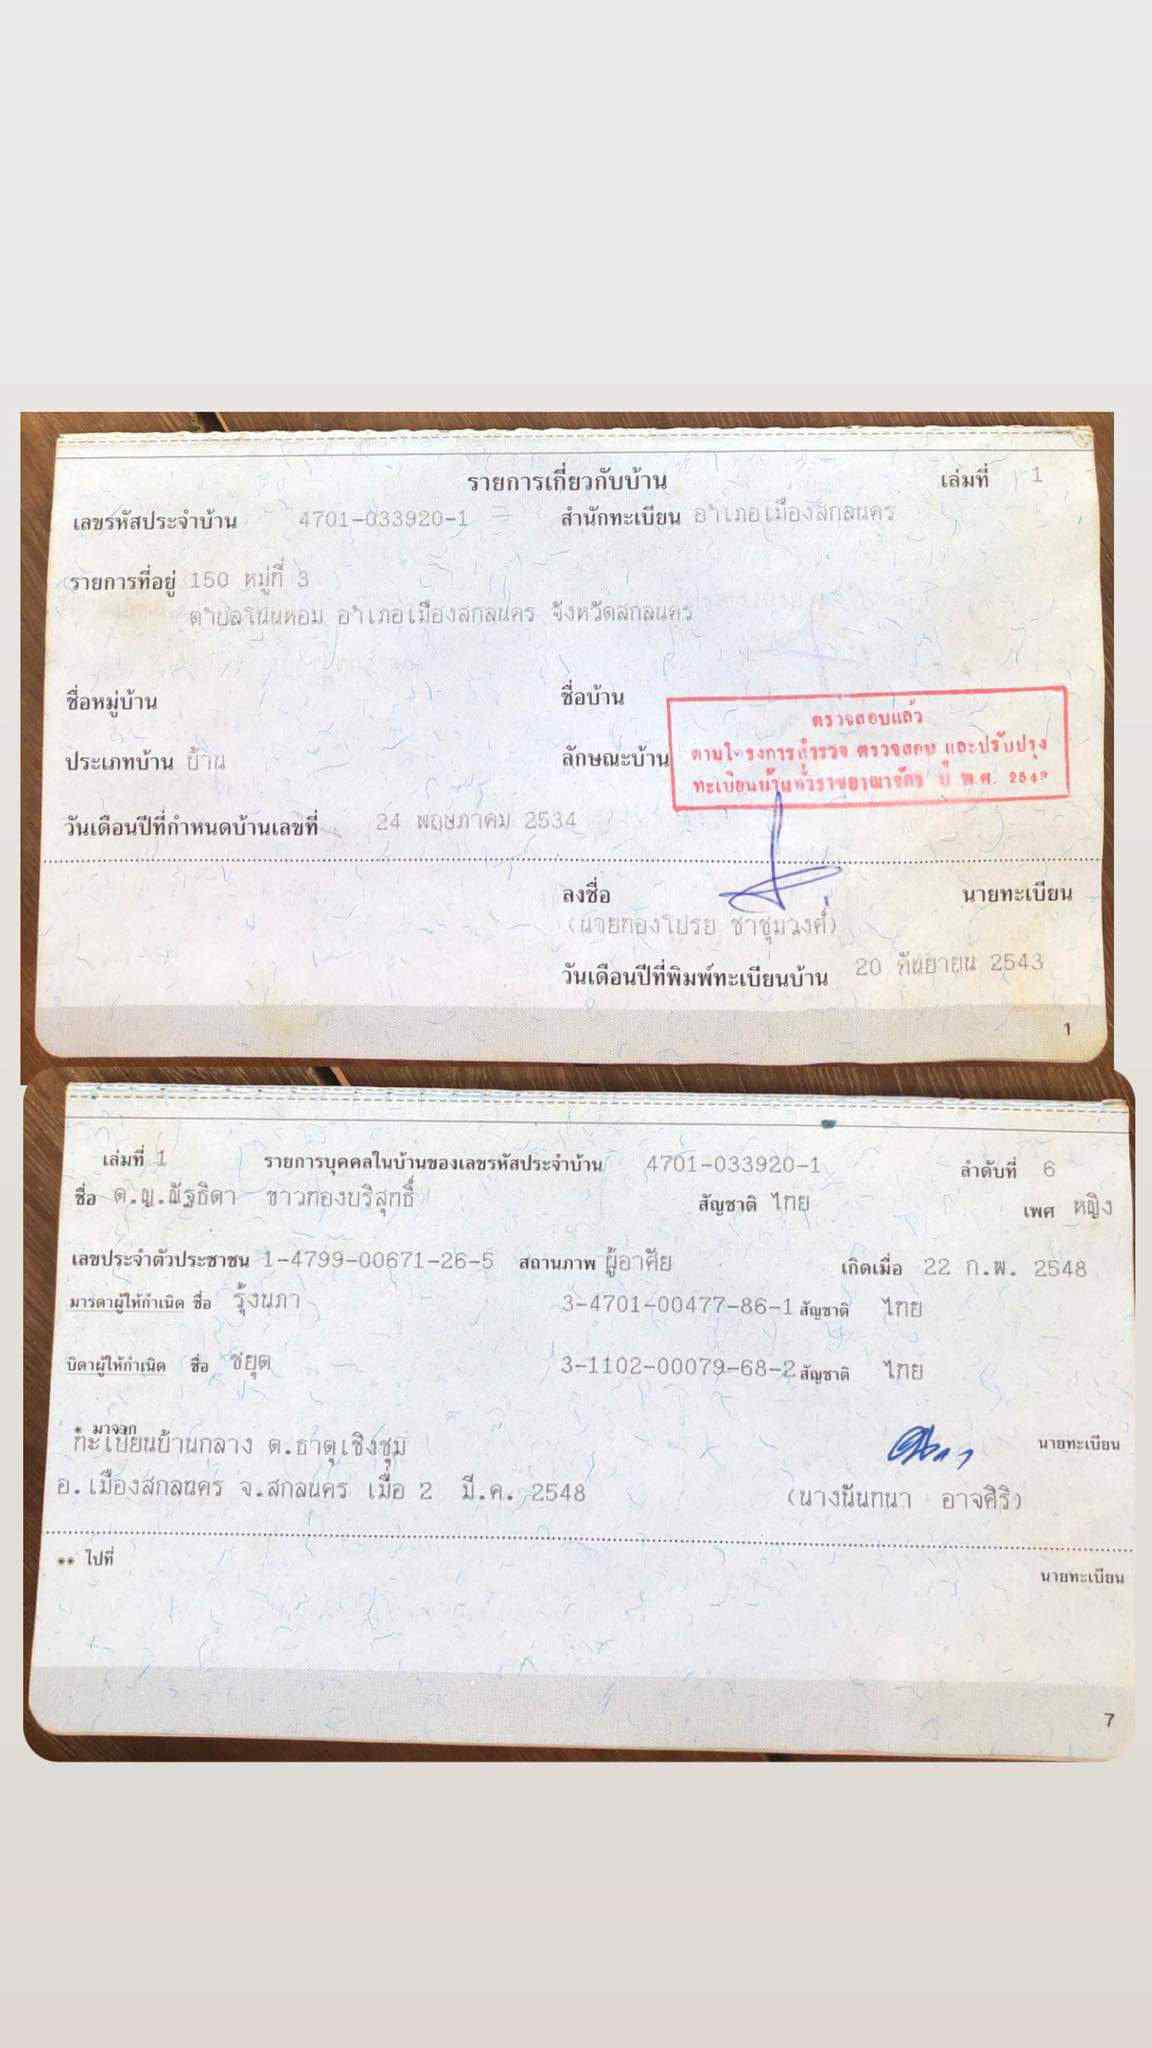 รายการเกี่ยวกับบ้าน เล่มที่ 1
เลขรหัสประจำบ้าน 4701-033920-1 สำนักทะเบียน อำเภอเมืองสกลนคร
รายการที่อยู่ 150 หมู่ที่ 3
ตำบลโนนหอม อำเภอเมืองสกลนคร จังหวัดสกลนคร
ชื่อหมู่บ้าน ชื่อบ้าน
ประเภทบ้าน บ้าน ลักษณะบ้าน
ตรวจสอบแล้ว
ตามโครงการสำรวจ ตรวจสอบ และปรับปรุง
ทะเบียนบ้านทั่วราชอาณาจักร ปี พ.ศ.
วันเดือนปีที่กำหนดบ้านเลขที่ 24 พฤษภาคม 2534
ลงชื่อ นายทะเบียน
(นายทองโปรย ชาชุมวงศ์)
วันเดือนปีที่พิมพ์ทะเบียนบ้าน 20 กันยายน 2543
1
เล่มที่ 1 รายการบุคคลในบ้านของเลขรหัสประจำบ้าน 4701-033920-1 ลำดับที่ 6
ชื่อ ด.ญ.ณัฐธิดา ขาวทองบริสุทธิ์ สัญชาติ ไทย เพศ หญิง
เลขประจำตัวประชาชน 1-4799-00671-26-5 สถานภาพ ผู้อาศัย เกิดเมื่อ 22 ก.พ. 2548
มารดาผู้ให้กำเนิด ชื่อ รุ้งนภา 3-4701-00477-86-1 สัญชาติ ไทย
บิดาผู้ให้กำเนิด ชื่อ ชยุต 3-1102-00079-68-2 สัญชาติ ไทย
* มาจาก
ทะเบียนบ้านกลาง ต.ธาตุเชิงชุม นายทะเบียน
อ.เมืองสกลนคร จ.สกลนคร เมื่อ 2 มี.ค. 2548 (นางนันทนา อาจศิริ)
** ไปที่
นายทะเบียน
7